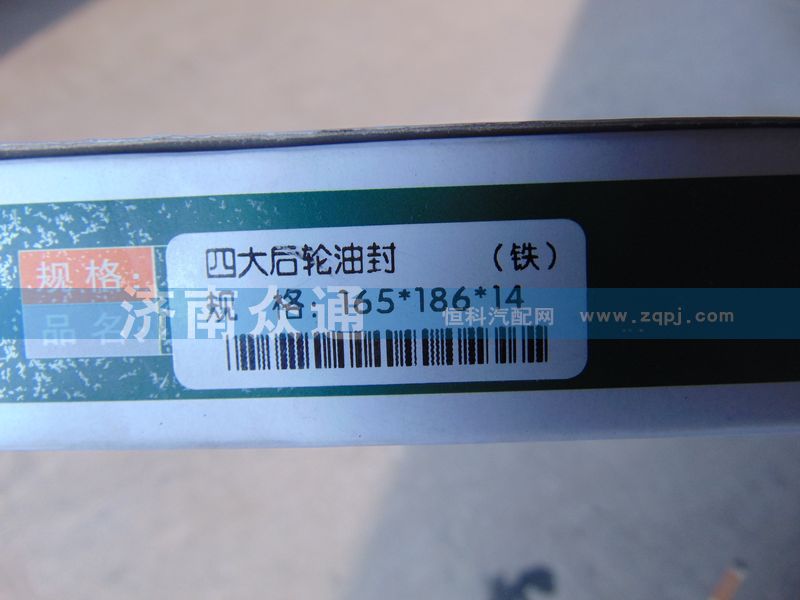 四大后轮油封 （铁）
规 格：165*186*14
规 格：
品 名
济南众通
恒科汽配网 www.zqpj.com